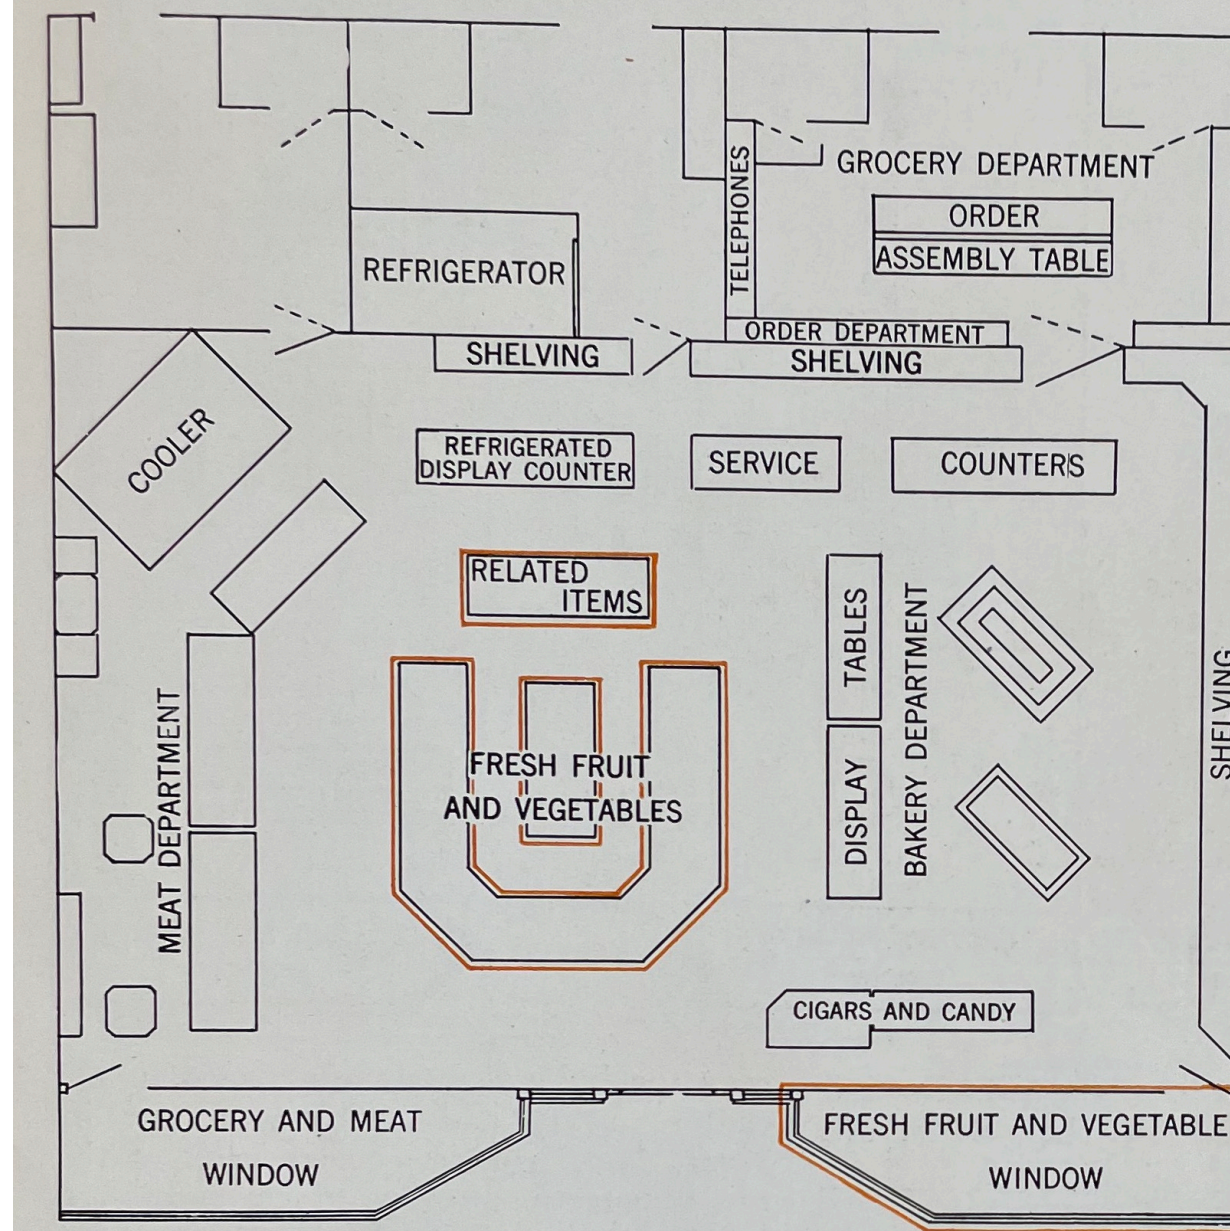 GROCERY DEPARTMENT
TELEPHONES
ORDER
ASSEMBLY TABLE
REFRIGERATOR
ORDER DEPARTMENT
SHELVING
SHELVING
COOLER
REFRIGERATED
DISPLAY COUNTER
SERVICE
COUNTERS
RELATED
ITEMS
TABLES
DISPLAY
BAKERY DEPARTMENT
SHELVING
MEAT DEPARTMENT
FRESH FRUIT
AND VEGETABLES
CIGARS AND CANDY
GROCERY AND MEAT
WINDOW
FRESH FRUIT AND VEGETABLE
WINDOW